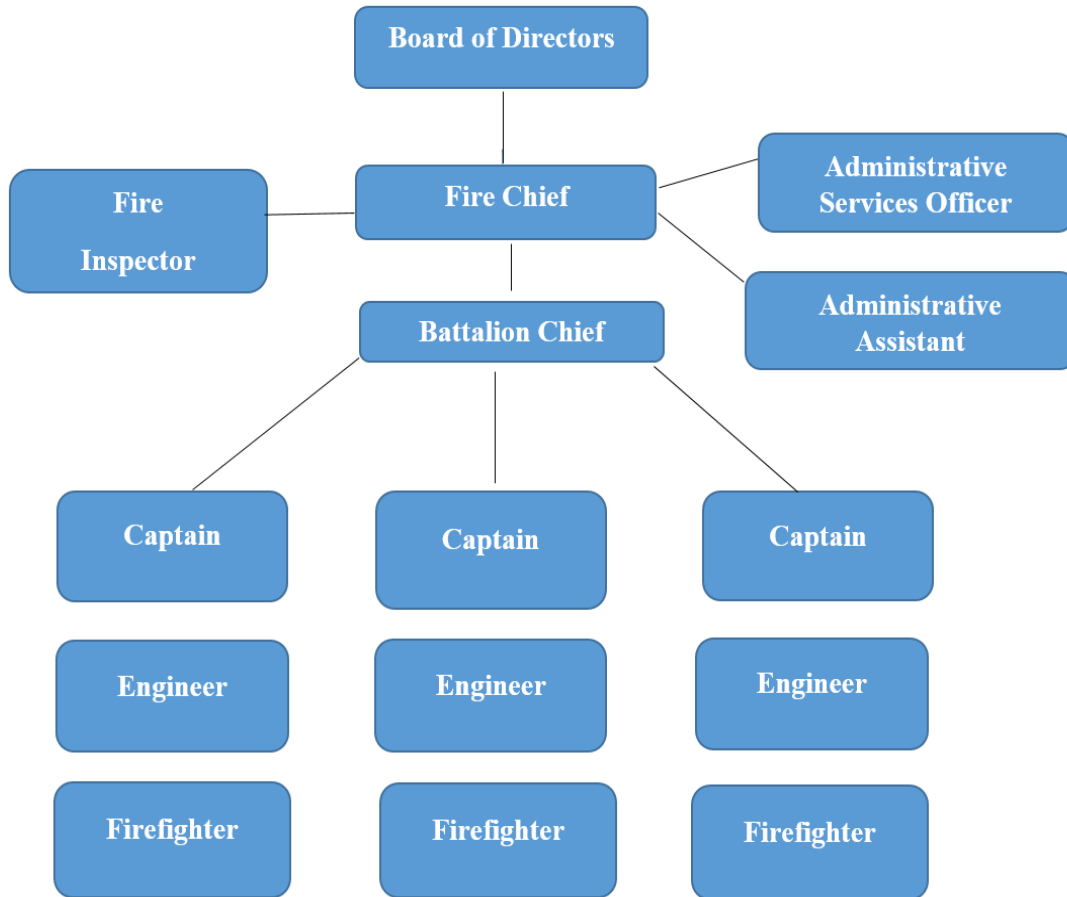 Board of Directors
Fire
Inspector
Fire Chief
Administrative
Services Officer
Administrative
Assistant
Battalion Chief
Captain
Captain
Captain
Engineer
Engineer
Engineer
Firefighter
Firefighter
Firefighter